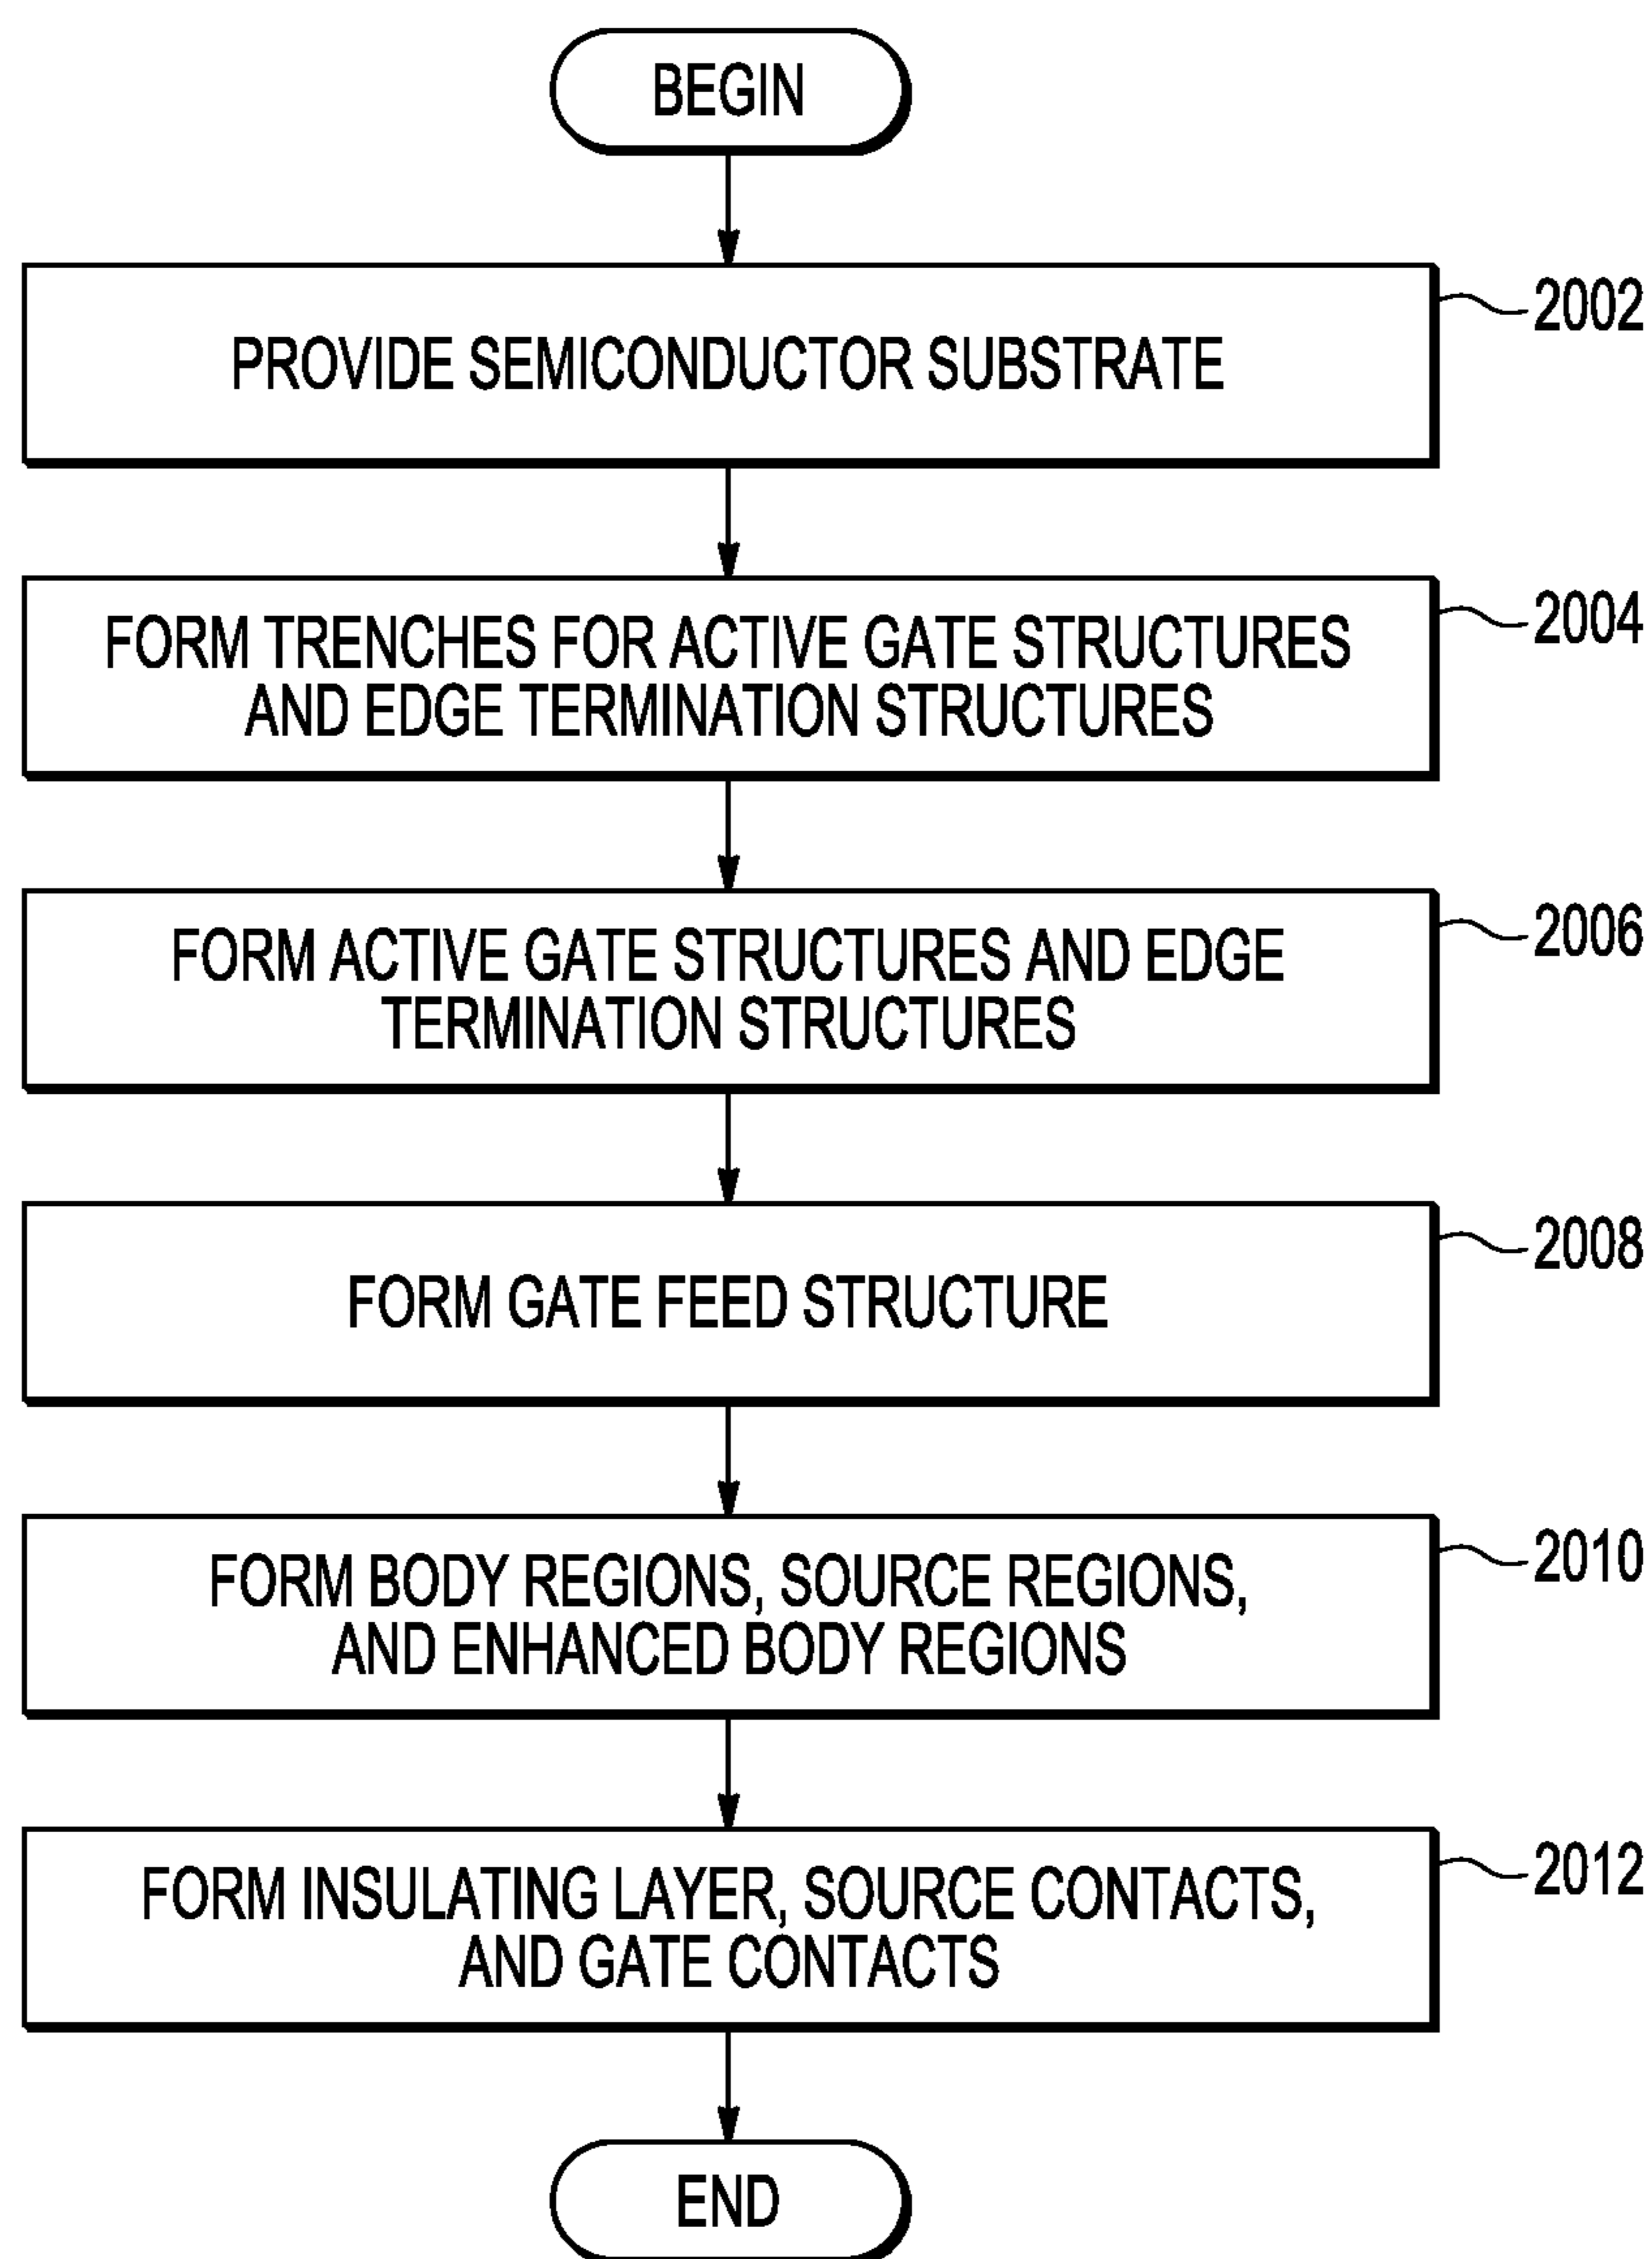 BEGIN
PROVIDE SEMICONDUCTOR SUBSTRATE
2002
FORM TRENCHES FOR ACTIVE GATE STRUCTURES
AND EDGE TERMINATION STRUCTURES
2004
FORM ACTIVE GATE STRUCTURES AND EDGE
TERMINATION STRUCTURES
2006
FORM GATE FEED STRUCTURE
2008
FORM BODY REGIONS, SOURCE REGIONS,
AND ENHANCED BODY REGIONS
2010
FORM INSULATING LAYER, SOURCE CONTACTS,
AND GATE CONTACTS
2012
END